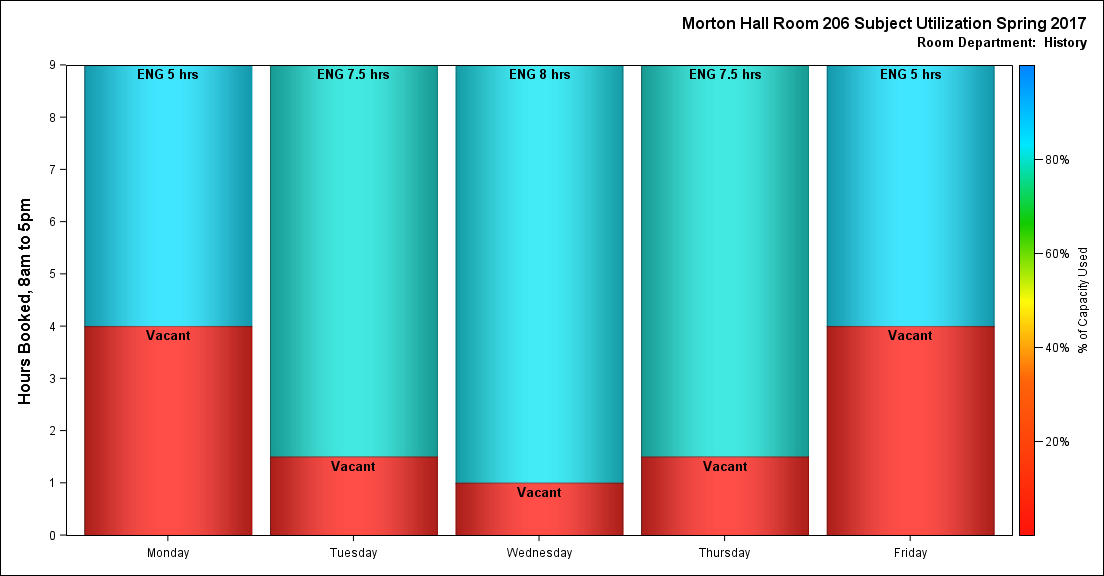 Morton Hall Room 206 Subject Utilization Spring 2017
Room Department:  History
Hours Booked, 8am to 5pm
9
8
7
6
5
4
3
2
1
0
ENG 5 hrs
ENG 7.5 hrs
ENG 8 hrs
ENG 7.5 hrs
ENG 5 hrs
Vacant
Vacant
Vacant
Vacant
Vacant
Monday
Tuesday
Wednesday
Thursday
Friday
80%
60%
40%
20%
% of Capacity Used